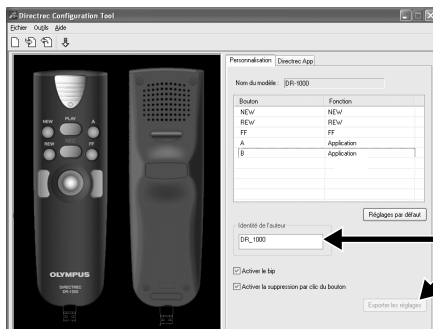 Directrec Configuration Tool
Fichier Outils Aide
Personnalisation Directrec App
Nom du modèle : DR-1000
Bouton Fonction
NEW NEW
REW REW
FF FF
A Application
B Application
Réglages par défaut
Identité de l'auteur
DR_1000
Activer le bip
Activer la suppression par clic du bouton
Exporter les réglages
NEW PLAY A
REW FF
OLYMPUS
DIRECTREC
DR-1000